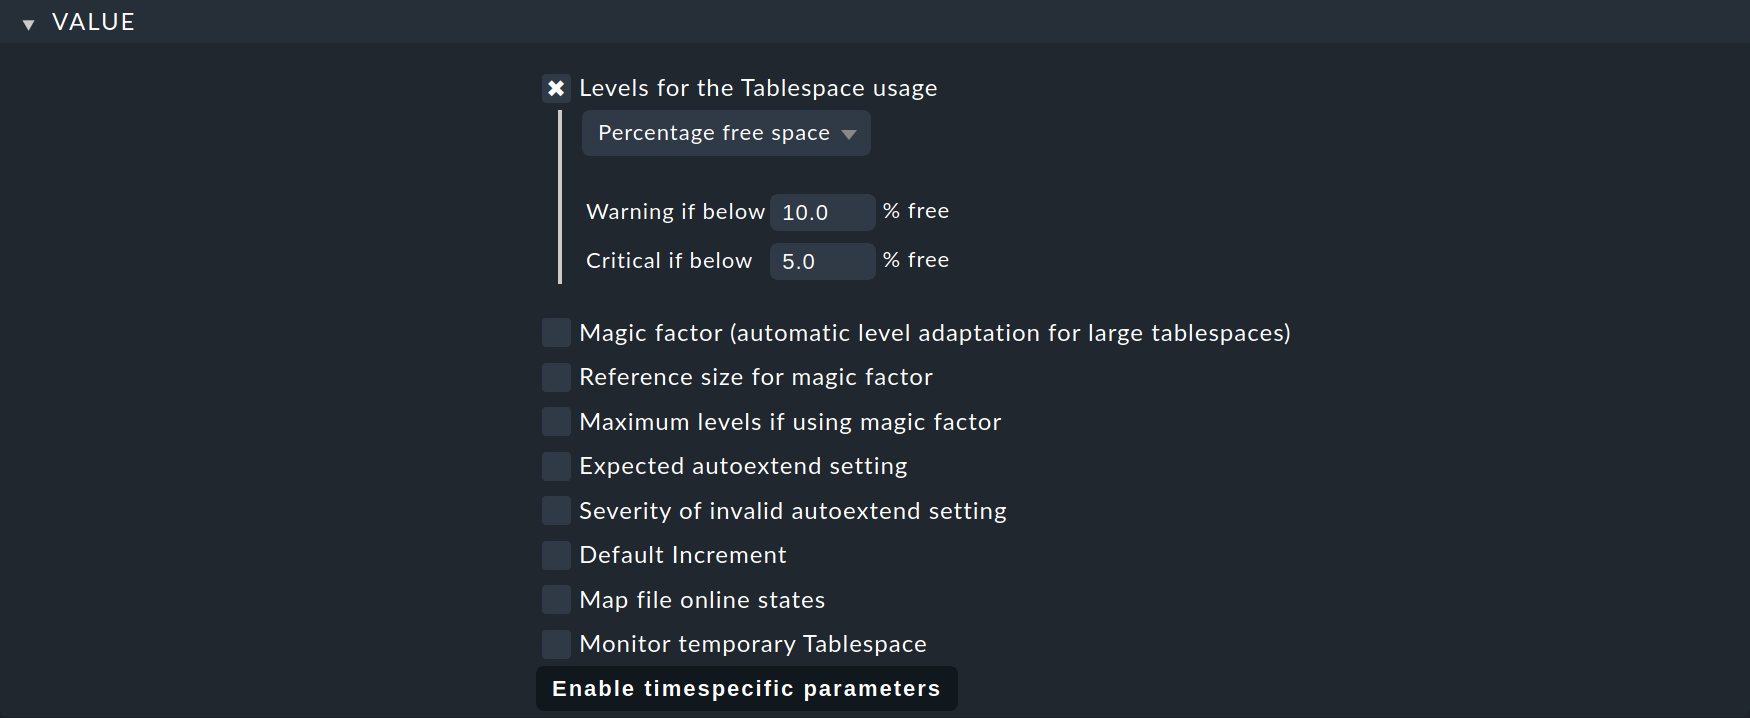 VALUE
Levels for the Tablespace usage
Percentage free space
Warning if below 10.0 % free
Critical if below 5.0 % free
Magic factor (automatic level adaptation for large tablespaces)
Reference size for magic factor
Maximum levels if using magic factor
Expected autoextend setting
Severity of invalid autoextend setting
Default Increment
Map file online states
Monitor temporary Tablespace
Enable timespecific parameters